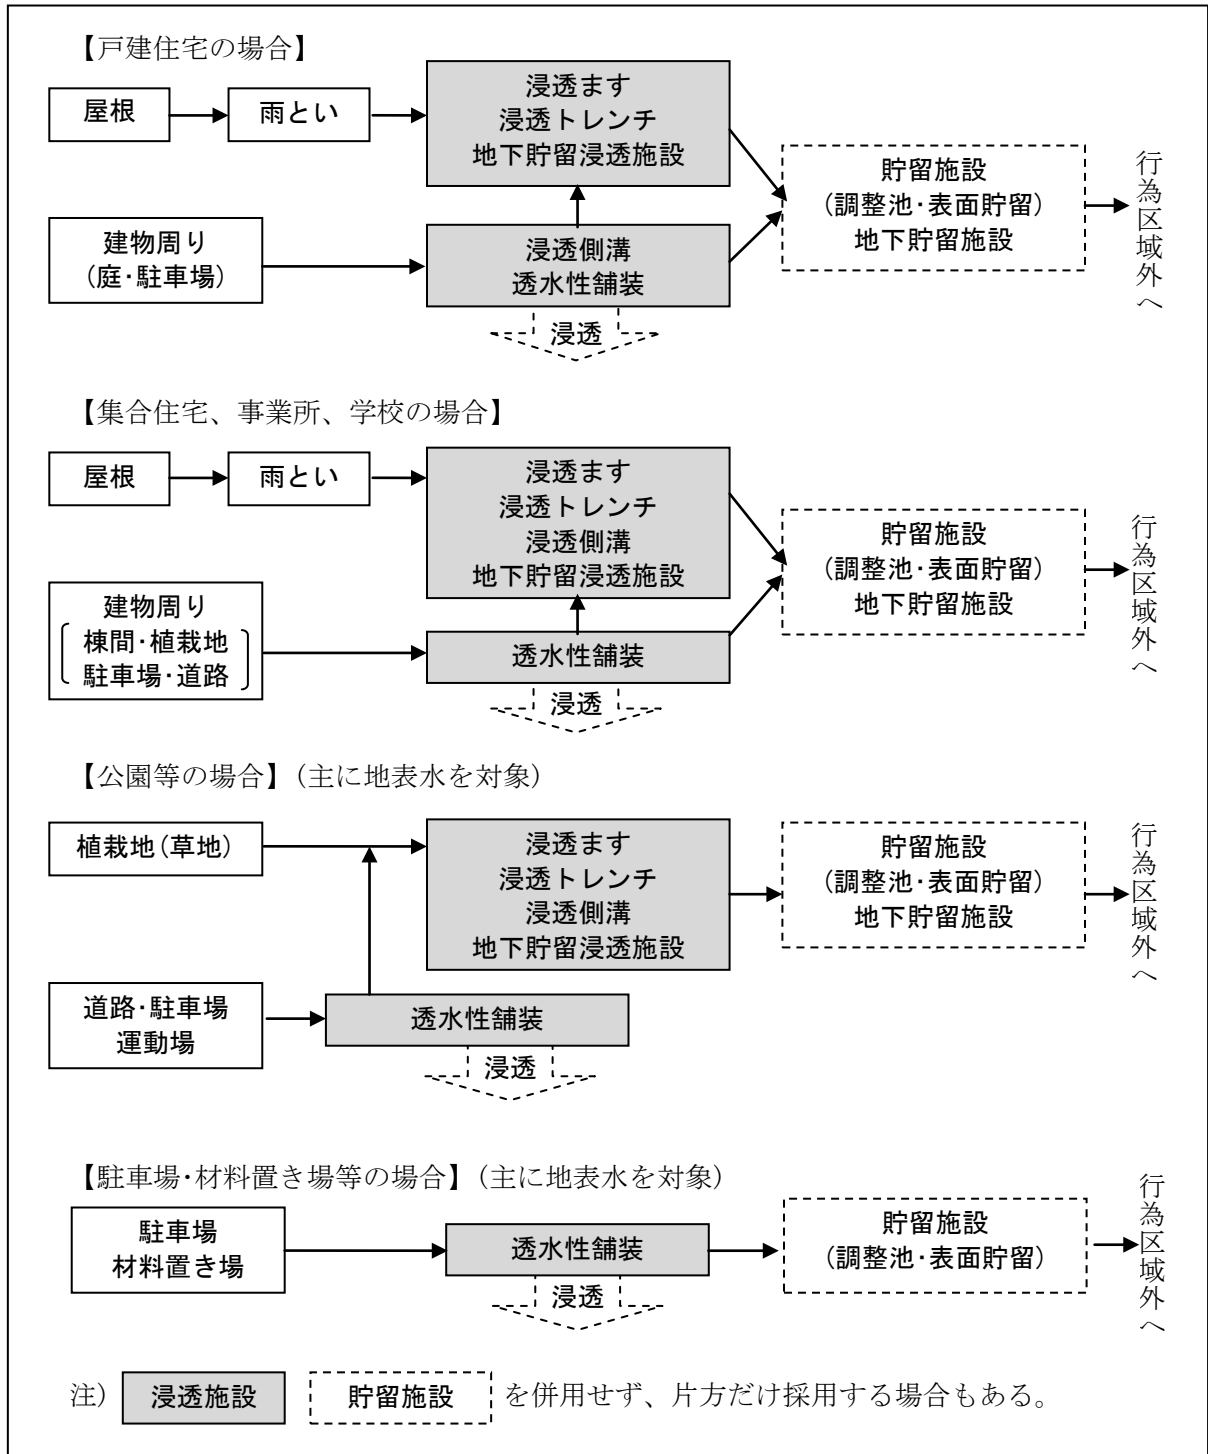 【戸建住宅の場合】
屋根
雨とい
浸透ます
浸透トレンチ
地下貯留浸透施設
建物周り
(庭・駐車場)
浸透側溝
透水性舗装
浸透
貯留施設
(調整池・表面貯留)
地下貯留施設
行為区域外へ
【集合住宅、事業所、学校の場合】
屋根
雨とい
浸透ます
浸透トレンチ
浸透側溝
地下貯留浸透施設
建物周り
棟間・植栽地
駐車場・道路
透水性舗装
浸透
貯留施設
(調整池・表面貯留)
地下貯留施設
行為区域外へ
【公園等の場合】(主に地表水を対象)
植栽地(草地)
浸透ます
浸透トレンチ
浸透側溝
地下貯留浸透施設
道路・駐車場
運動場
透水性舗装
浸透
貯留施設
(調整池・表面貯留)
地下貯留施設
行為区域外へ
【駐車場・材料置き場等の場合】(主に地表水を対象)
駐車場
材料置き場
透水性舗装
浸透
貯留施設
(調整池・表面貯留)
行為区域外へ
注) 浸透施設 貯留施設 を併用せず、片方だけ採用する場合もある。